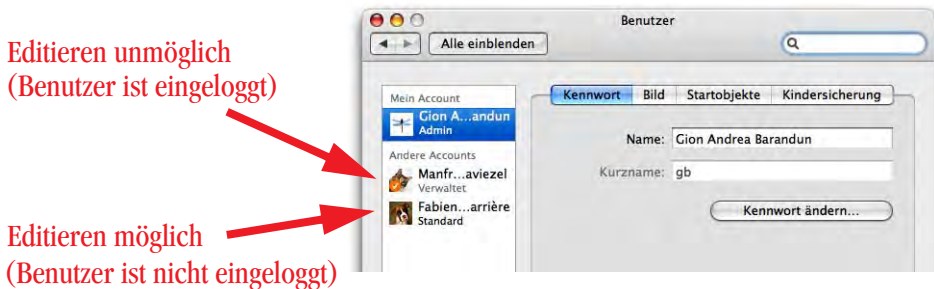 Editieren unmöglich
(Benutzer ist eingeloggt)
Editieren möglich
(Benutzer ist nicht eingeloggt)
Benutzer
Alle einblenden
Mein Account
Gion A...andun
Admin
Andere Accounts
Manfr...aviezel
Verwaltet
Fabien...arrière
Standard
Kennwort Bild Startobjekte Kindersicherung
Name: Gion Andrea Barandun
Kurzname: gb
Kennwort ändern...